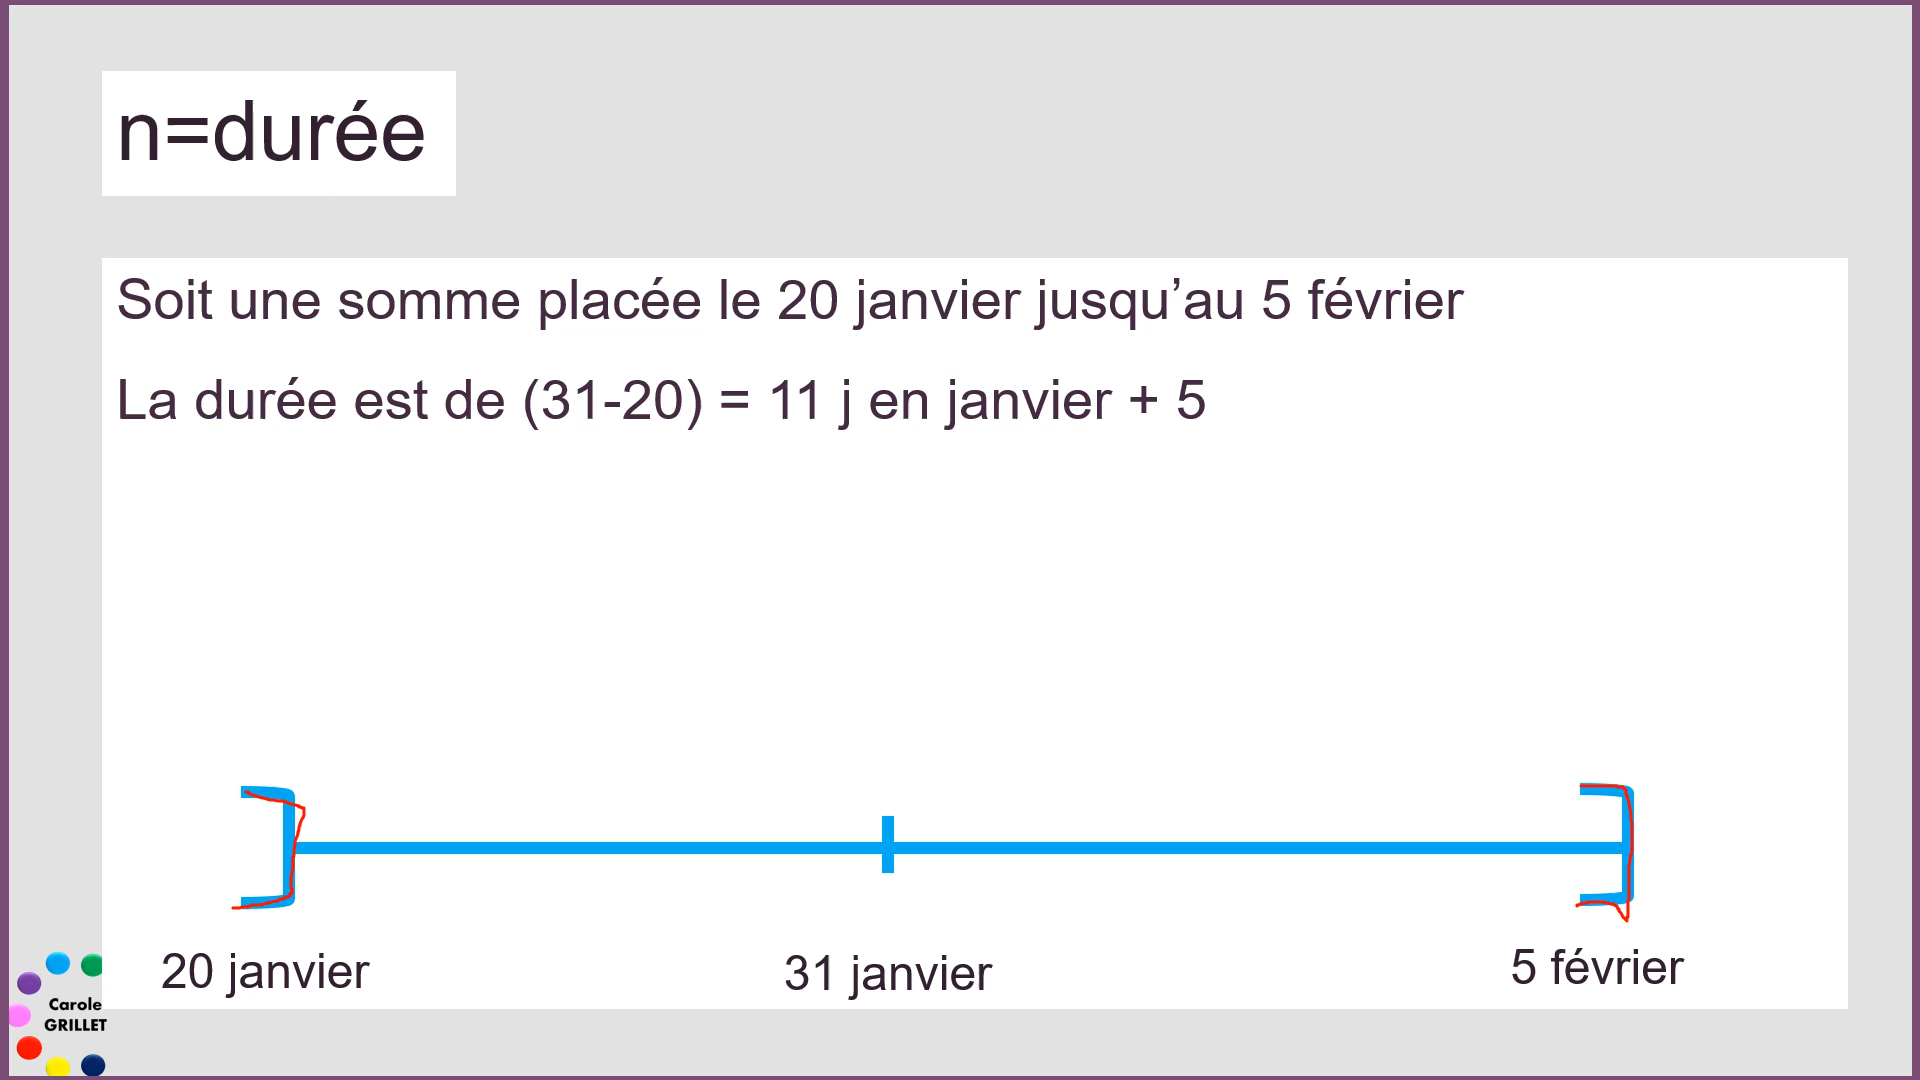 n=durée
Soit une somme placée le 20 janvier jusqu’au 5 février
La durée est de (31-20) = 11 j en janvier + 5
20 janvier
31 janvier
5 février
Carole
GRILLET